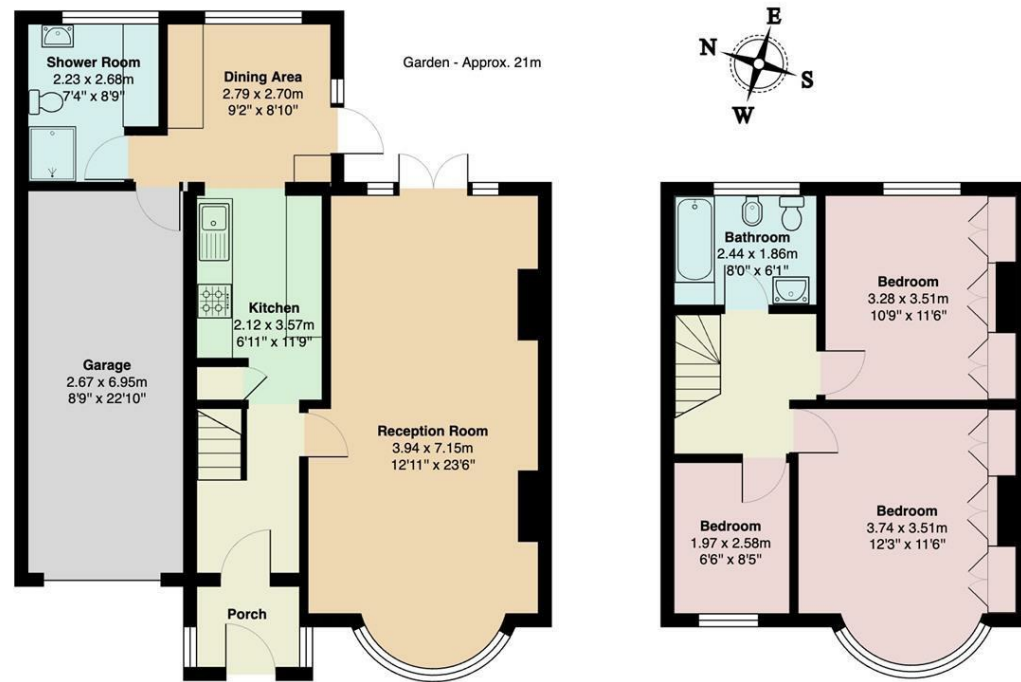 Shower Room
2.23 x 2.68m
7'4" x 8'9"
Dining Area
2.79 x 2.70m
9'2" x 8'10"
Garden - Approx. 21m
Kitchen
2.12 x 3.57m
6'11" x 11'9"
Garage
2.67 x 6.95m
8'9" x 22'10"
Reception Room
3.94 x 7.15m
12'11" x 23'6"
Porch
E
N
S
W
Bathroom
2.44 x 1.86m
8'0" x 6'1"
Bedroom
3.28 x 3.51m
10'9" x 11'6"
Bedroom
3.74 x 3.51m
12'3" x 11'6"
Bedroom
1.97 x 2.58m
6'6" x 8'5"